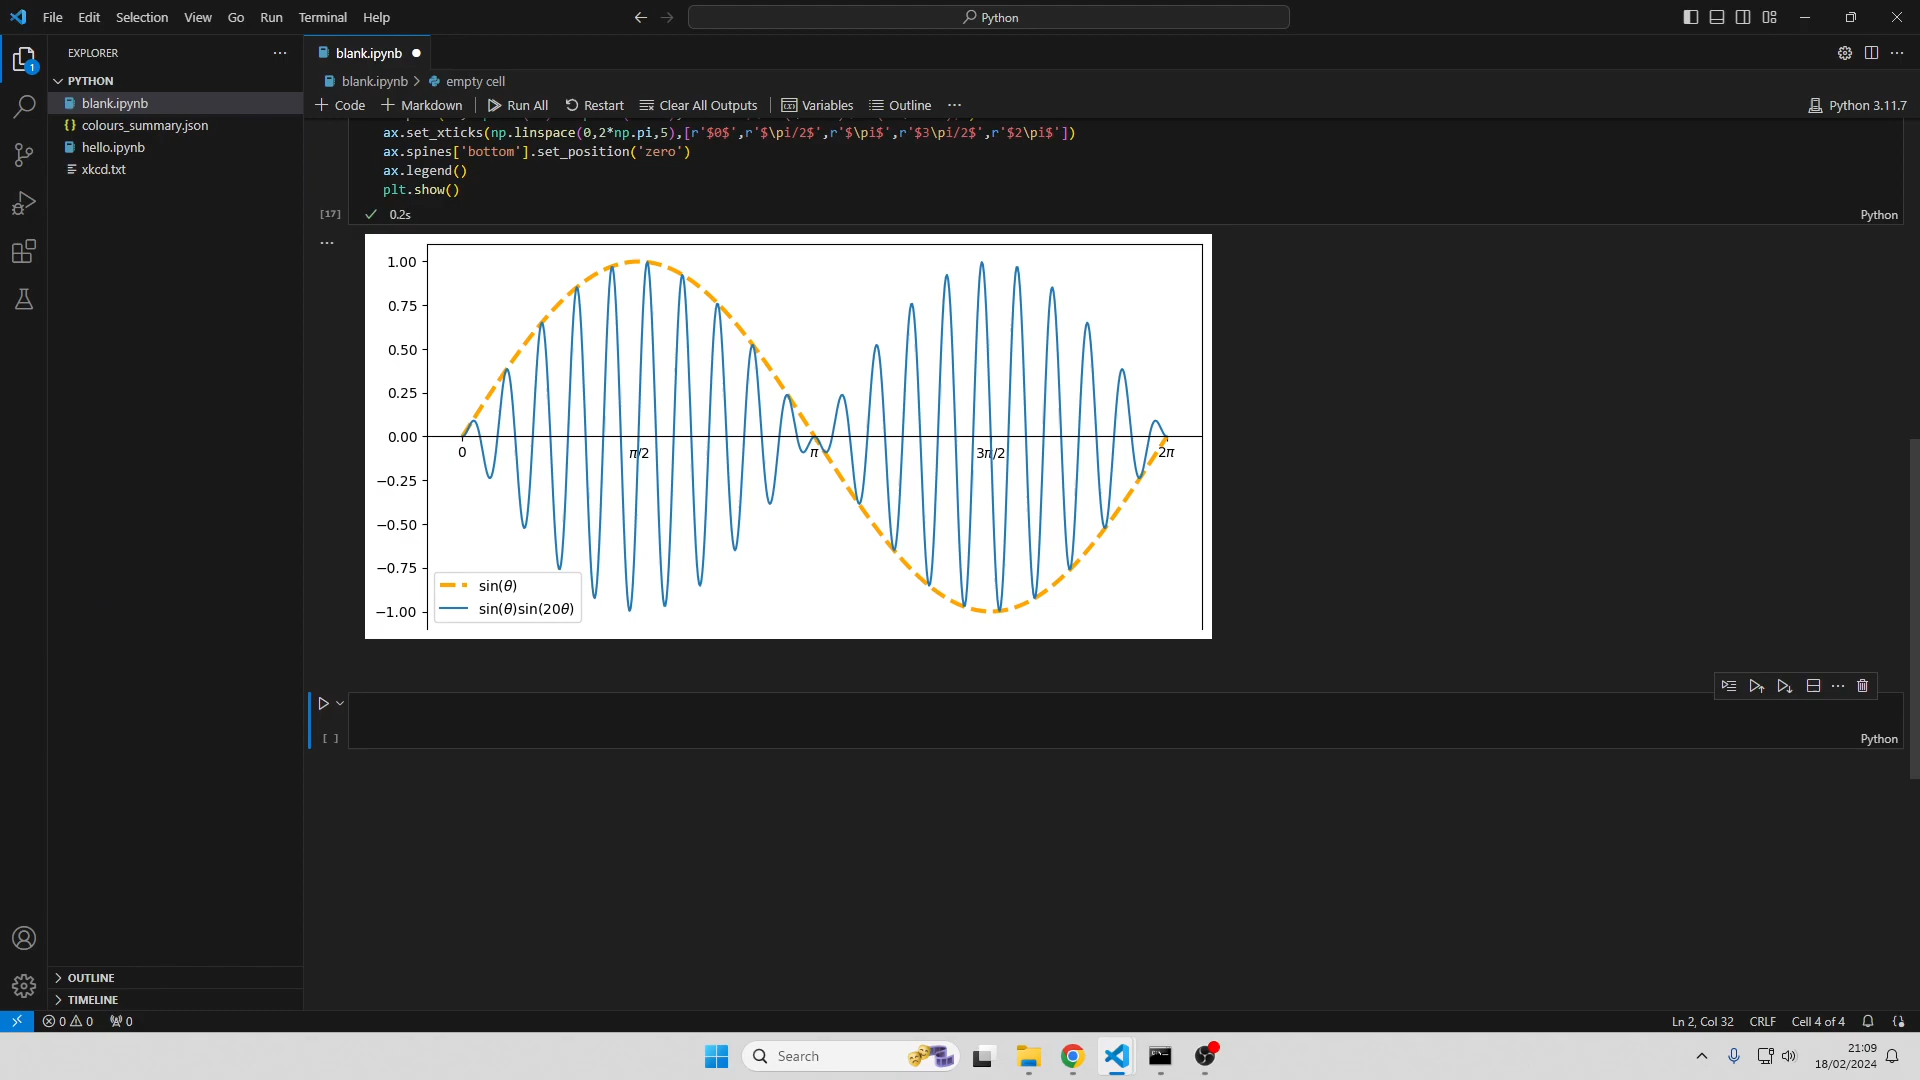 File Edit Selection View Go Run Terminal Help
Python
EXPLORER
PYTHON
blank.ipynb
colours_summary.json
hello.ipynb
xkcd.txt
OUTLINE
TIMELINE
1
blank.ipynb
blank.ipynb > empty cell
+ Code + Markdown Run All Restart Clear All Outputs Variables Outline ...
Python 3.11.7
ax.set_xticks(np.linspace(0,2*np.pi,5),[r'$0$',r'$\pi/2$',r'$\pi$',r'$3\pi/2$',r'$2\pi$'])
ax.spines['bottom'].set_position('zero')
ax.legend()
plt.show()
[17] ✓ 0.2s
Python
1.00
0.75
0.50
0.25
0.00
−0.25
−0.50
−0.75
−1.00
0 π/2 π 3π/2 2π
sin(θ)
sin(θ)sin(20θ)
[ ]
Python
0 0 0
Ln 2, Col 32 CRLF Cell 4 of 4
Search
21:09
18/02/2024